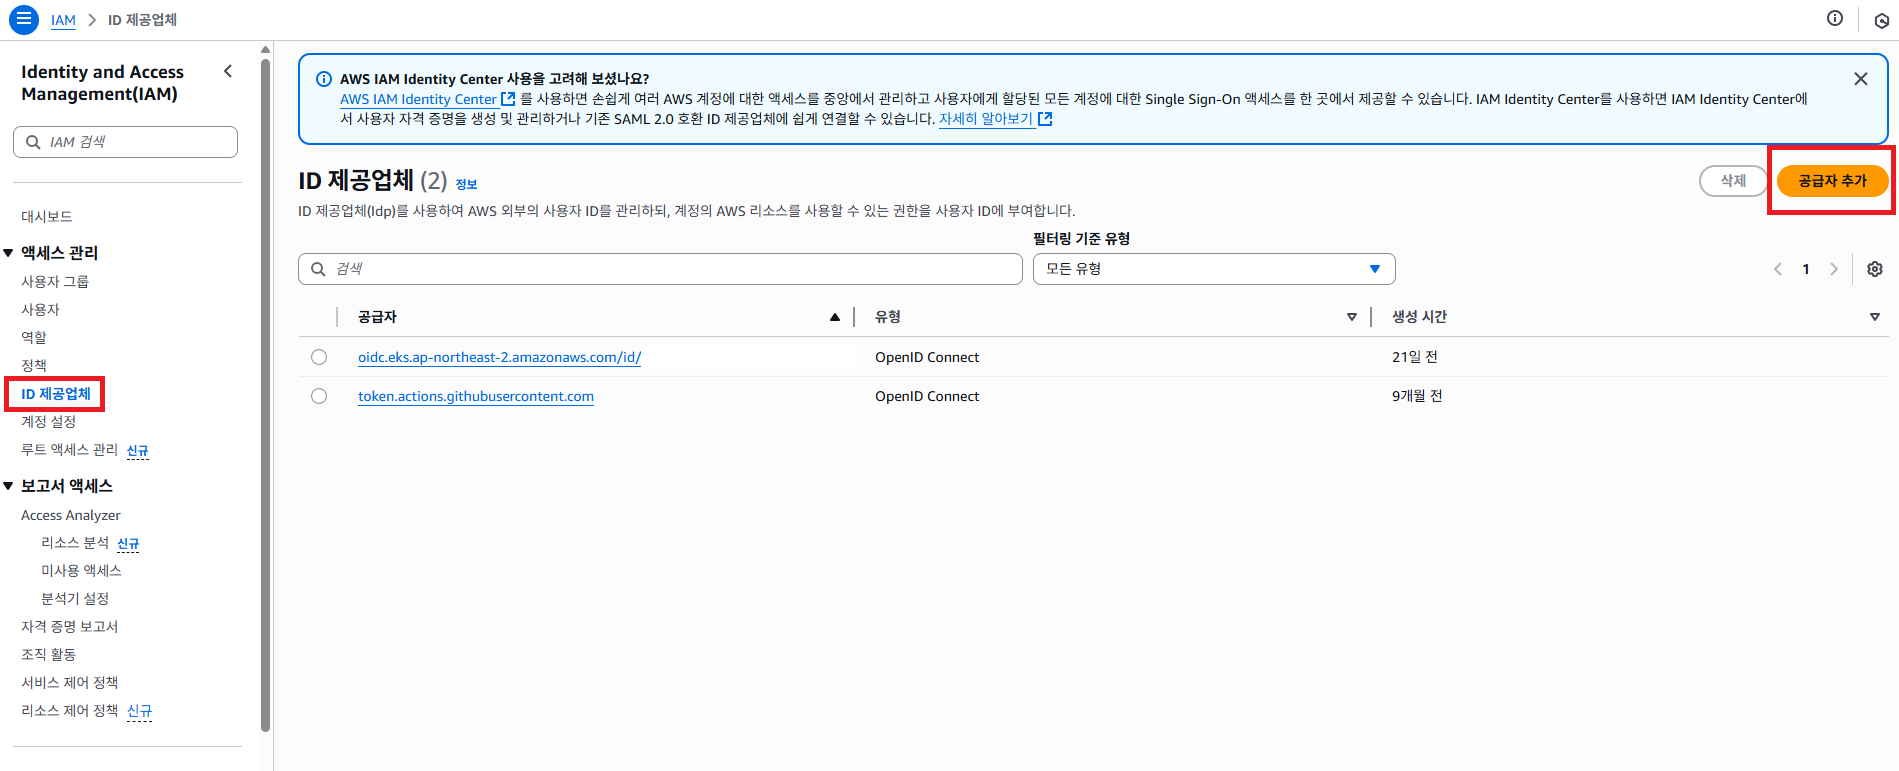 IAM > ID 제공업체
Identity and Access
Management(IAM)
IAM 검색
대시보드
액세스 관리
사용자 그룹
사용자
역할
정책
ID 제공업체
계정 설정
루트 액세스 관리 신규
보고서 액세스
Access Analyzer
리소스 분석 신규
미사용 액세스
분석기 설정
자격 증명 보고서
조직 활동
서비스 제어 정책
리소스 제어 정책 신규
AWS IAM Identity Center 사용을 고려해 보셨나요?
AWS IAM Identity Center 를 사용하면 손쉽게 여러 AWS 계정에 대한 액세스를 중앙에서 관리하고 사용자에게 할당된 모든 계정에 대한 Single Sign-On 액세스를 한 곳에서 제공할 수 있습니다. IAM Identity Center를 사용하면 IAM Identity Center에
서 사용자 자격 증명을 생성 및 관리하거나 기존 SAML 2.0 호환 ID 제공업체에 쉽게 연결할 수 있습니다. 자세히 알아보기
ID 제공업체 (2) 정보
삭제
공급자 추가
ID 제공업체(Idp)를 사용하여 AWS 외부의 사용자 ID를 관리하되, 계정의 AWS 리소스를 사용할 수 있는 권한을 사용자 ID에 부여합니다.
필터링 기준 유형
검색
모든 유형
1
공급자 유형 생성 시간
oidc.eks.ap-northeast-2.amazonaws.com/id/ OpenID Connect 21일 전
token.actions.githubusercontent.com OpenID Connect 9개월 전